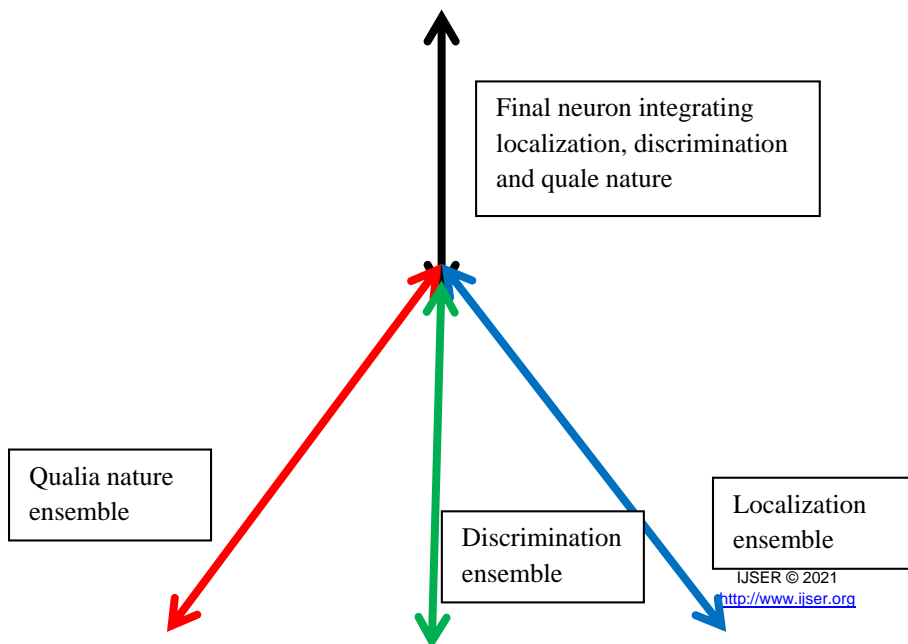 Final neuron integrating
localization, discrimination
and quale nature
Qualia nature
ensemble
Discrimination
ensemble
Localization
ensemble
IJSER © 2021
http://www.ijser.org